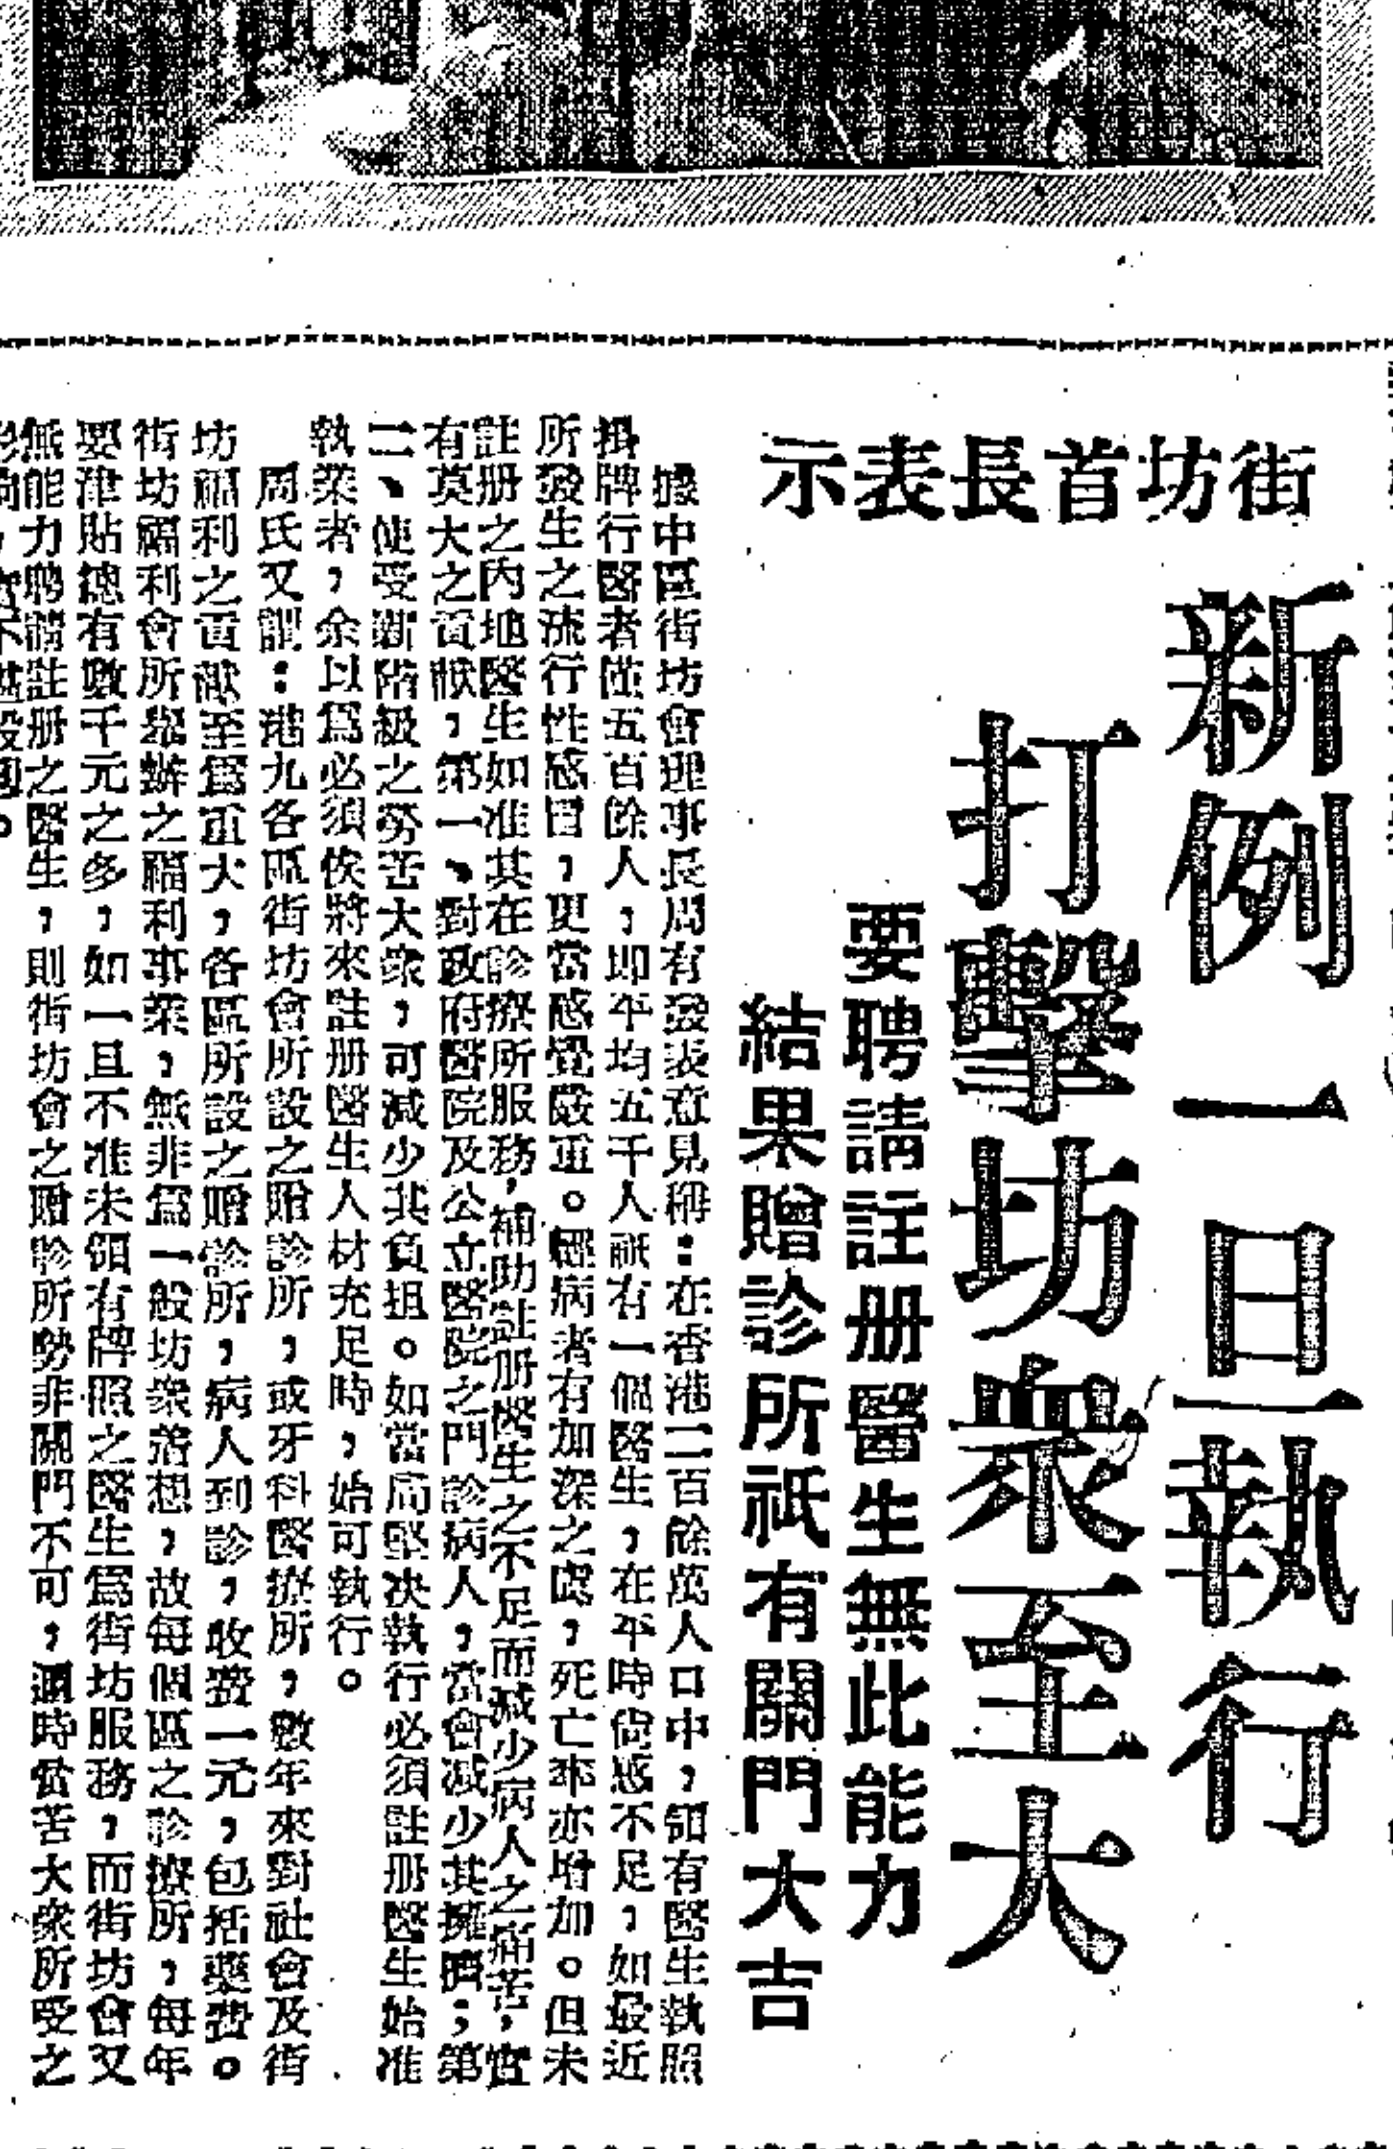 街坊首長表示
新例一旦執行
打擊坊衆至大
要聘請註册醫生無此能力
結果贈診所祇有關門大吉
據中區街坊會理事長周有發表意見稱：在香港二百餘萬人口中，領有醫生執照
掛牌行醫者僅五百餘人，即平均五千人祇有一個醫生，在平時尙感不足，如最近
所發生之流行性感冒，更當感覺嚴重。輕病者有加深之虞，死亡率亦增加。但未
註册之內地醫生如准其在診療所服務，補助註册醫生之不足而減少病人之痛苦，實
有莫大之貢献，第一、對政府醫院及公立醫院之門診病人，當會減少其擁擠；第
二、使受新階級之勞苦大衆，可減少其負担。如當局堅决執行必須註册醫生始准
執業者，余以爲必須俟將來註册醫生人材充足時，始可執行。
周氏又謂：港九各區街坊會所設之贈診所，或牙科醫療所，數年來對社會及街
坊福利之貢献至爲重大，各區所設之贈診所，病人到診，收費一元，包括藥費。
街坊福利會所舉辦之福利事業，無非爲一般坊衆落想，故每個區之診療所，每年
要津貼總有數千元之多，如一旦不准未領有牌照之醫生爲街坊服務，而街坊會又
無能力聘請註册之醫生，則街坊會之贈診所勢非關門不可，屆時貧苦大衆所受之
影响，當不堪設想。